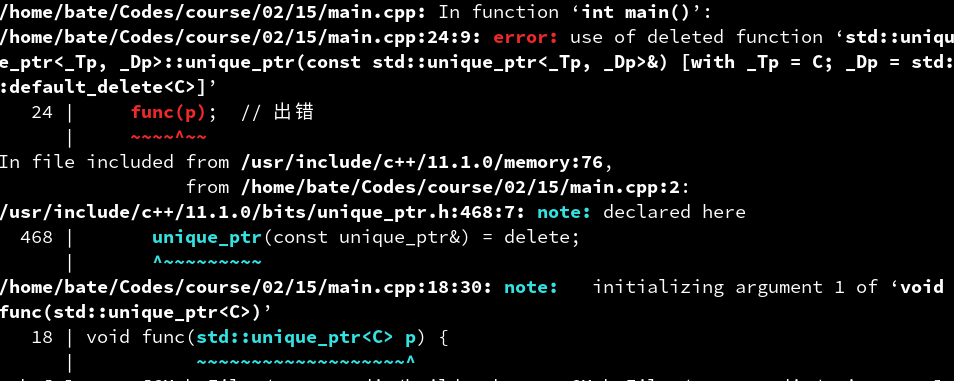 /home/bate/Codes/course/02/15/main.cpp: In function ‘int main()’:
/home/bate/Codes/course/02/15/main.cpp:24:9: error: use of deleted function ‘std::uniqu
e_ptr<_Tp, _Dp>::unique_ptr(const std::unique_ptr<_Tp, _Dp>&) [with _Tp = C; _Dp = std:
:default_delete<C>]’
24 | func(p); // 出错
| ~~~~^~~
In file included from /usr/include/c++/11.1.0/memory:76,
from /home/bate/Codes/course/02/15/main.cpp:2:
/usr/include/c++/11.1.0/bits/unique_ptr.h:468:7: note: declared here
468 | unique_ptr(const unique_ptr&) = delete;
| ^~~~~~~~~~
/home/bate/Codes/course/02/15/main.cpp:18:30: note: initializing argument 1 of ‘void
func(std::unique_ptr<C>)’
18 | void func(std::unique_ptr<C> p) {
| ~~~~~~~~~~~~~~~~~~~^